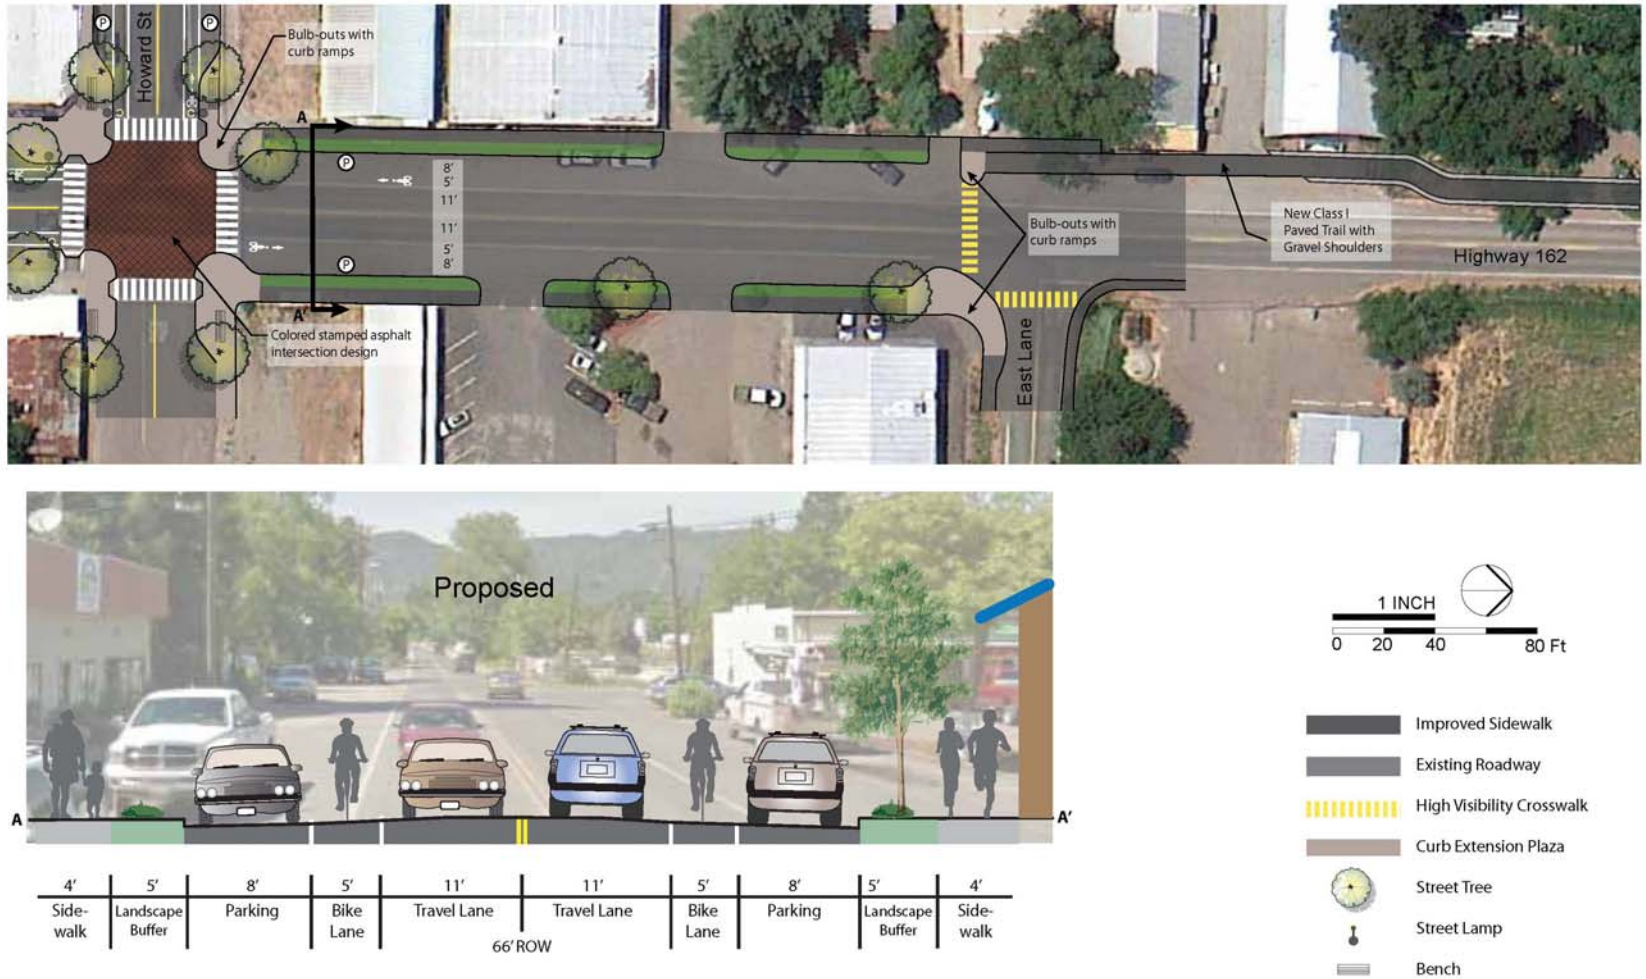 P
P
Howard St
Bulb-outs with
curb ramps
A
P
8'
5'
11'
11'
5'
8'
P
A'
Colored stamped asphalt
intersection design
Bulb-outs with
curb ramps
East Lane
New Class I
Paved Trail with
Gravel Shoulders
Highway 162
Proposed
A
A'
4'
5'
8'
5'
11'
11'
5'
8'
5'
4'
Side-
walk
Landscape
Buffer
Parking
Bike
Lane
Travel Lane
Travel Lane
Bike
Lane
Parking
Landscape
Buffer
Side-
walk
66' ROW
1 INCH
0 20 40 80 Ft
Improved Sidewalk
Existing Roadway
High Visibility Crosswalk
Curb Extension Plaza
Street Tree
Street Lamp
Bench